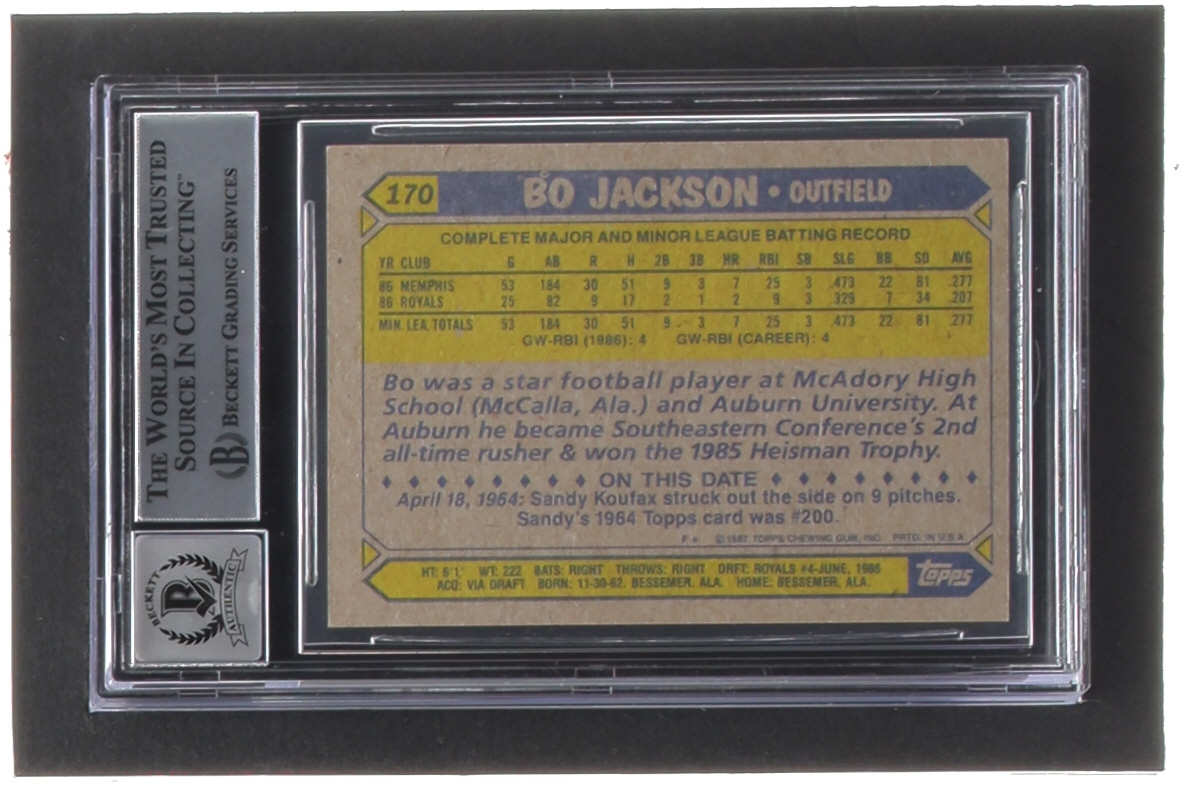 THE WORLD'S MOST TRUSTED
SOURCE IN COLLECTING™
B BECKETT GRADING SERVICES
BECKETT
B
AUTHENTIC
170 BO JACKSON • OUTFIELD
COMPLETE MAJOR AND MINOR LEAGUE BATTING RECORD
YR CLUB G AB R H 2B 3B HR RBI SB SLG BB SO AVG
86 MEMPHIS 53 184 30 51 9 3 7 25 3 .473 22 81 .277
86 ROYALS 25 82 9 17 2 1 2 9 3 .329 7 34 .207
MIN. LEA. TOTALS 53 184 30 51 9 3 7 25 3 .473 22 81 .277
GW-RBI (1986): 4 GW-RBI (CAREER): 4
Bo was a star football player at McAdory High
School (McCalla, Ala.) and Auburn University. At
Auburn he became Southeastern Conference's 2nd
all-time rusher & won the 1985 Heisman Trophy.
ON THIS DATE
April 18, 1964: Sandy Koufax struck out the side on 9 pitches.
Sandy's 1964 Topps card was #200.
© 1987 TOPPS CHEWING GUM, INC. PRTD. IN U.S.A.
HT: 6'1" WT: 222 BATS: RIGHT THROWS: RIGHT DRFT: ROYALS #4-JUNE, 1986
ACQ: VIA DRAFT BORN: 11-30-62, BESSEMER, ALA. HOME: BESSEMER, ALA.
topps